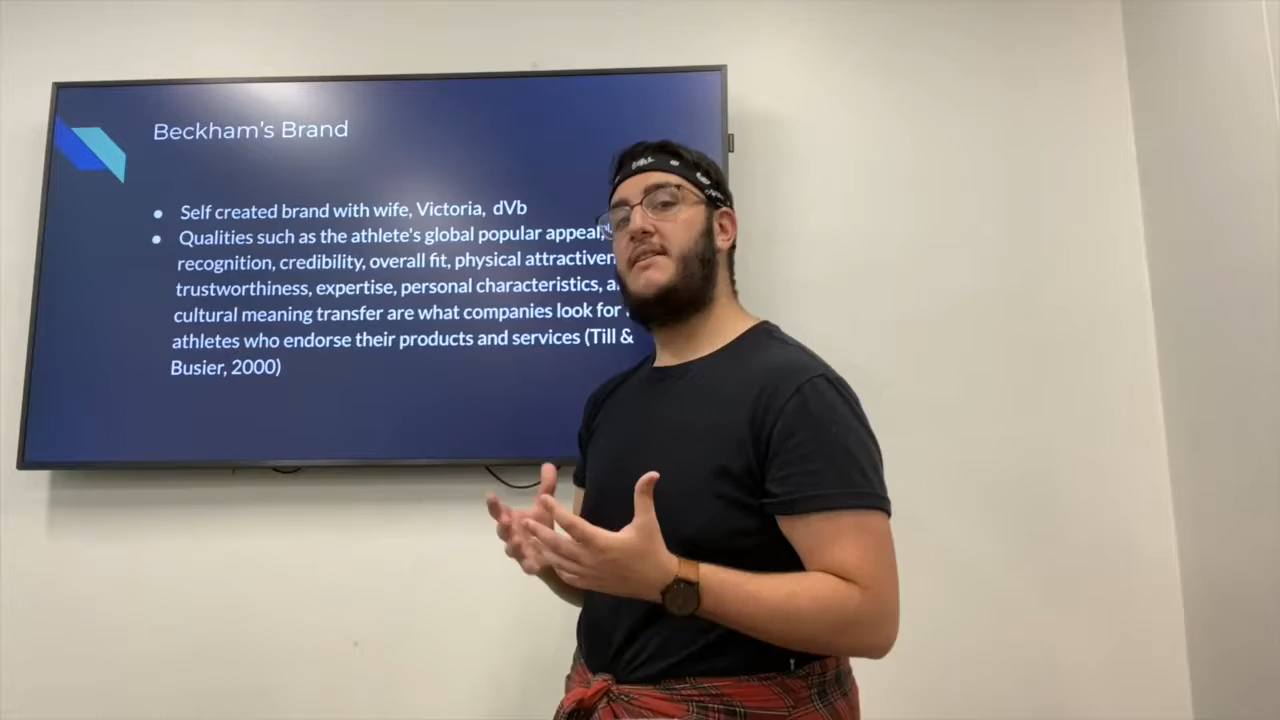 Beckham's Brand
● Self created brand with wife, Victoria, dVb
● Qualities such as the athlete's global popular appeal,
recognition, credibility, overall fit, physical
trustworthiness, expertise, personal characteristics,
cultural meaning transfer are what companies look for
athletes who endorse their products and services (Till &
Busier, 2000)